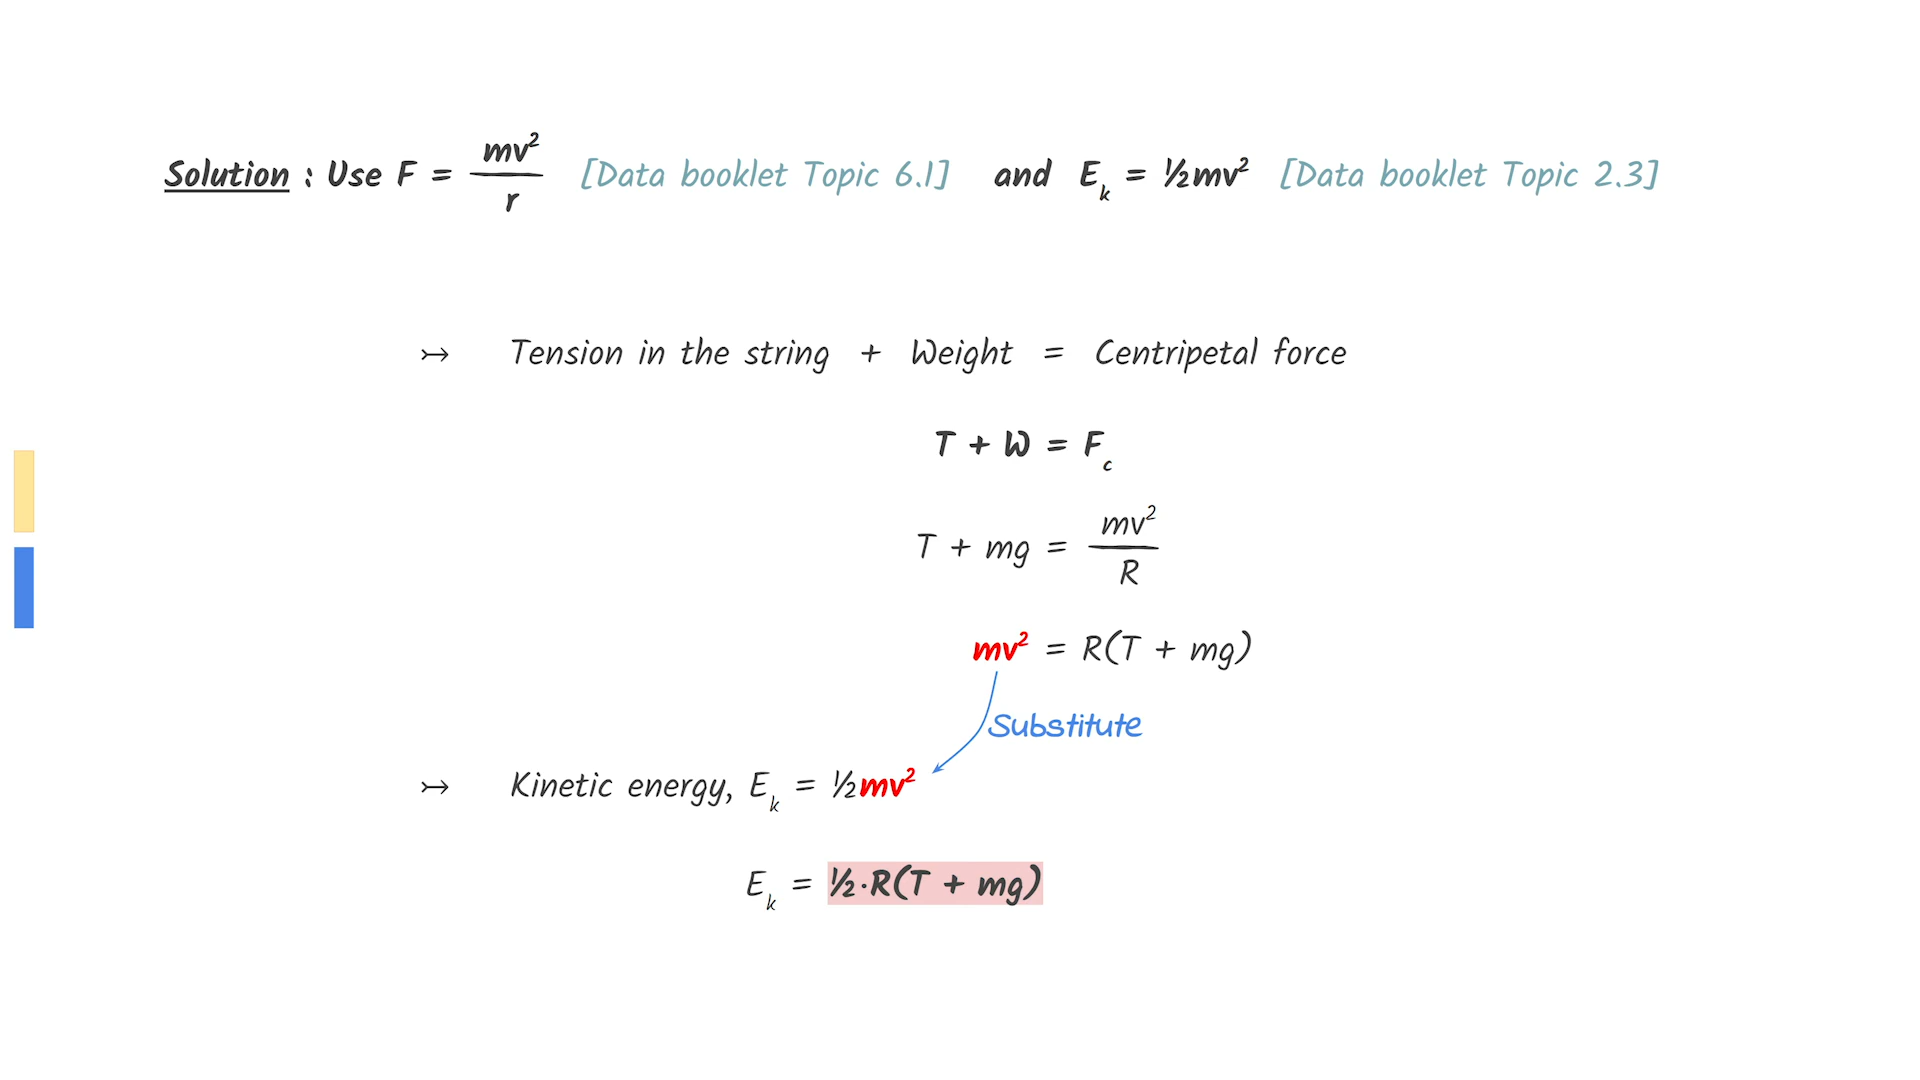 Solution : Use F = mv²/r [Data booklet Topic 6.1] and Eₖ = ½mv² [Data booklet Topic 2.3]
↣ Tension in the string + Weight = Centripetal force
T + W = F_c
T + mg = mv²/R
mv² = R(T + mg)
Substitute
↣ Kinetic energy, Eₖ = ½mv²
Eₖ = ½·R(T + mg)